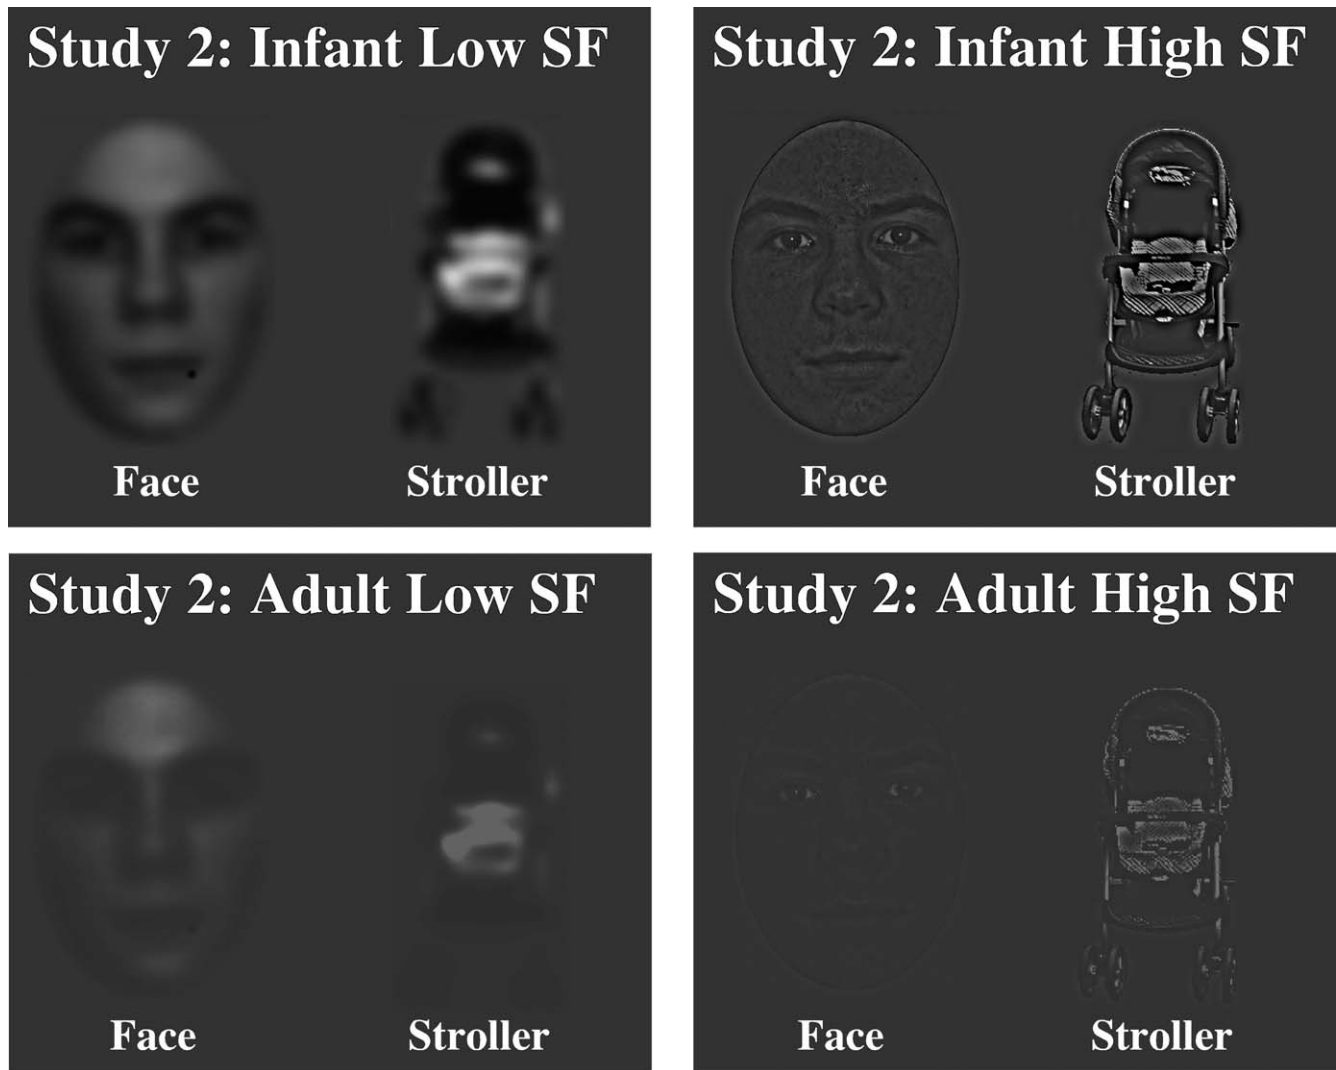 Study 2: Infant Low SF
Face Stroller
Study 2: Infant High SF
Face Stroller
Study 2: Adult Low SF
Face Stroller
Study 2: Adult High SF
Face Stroller